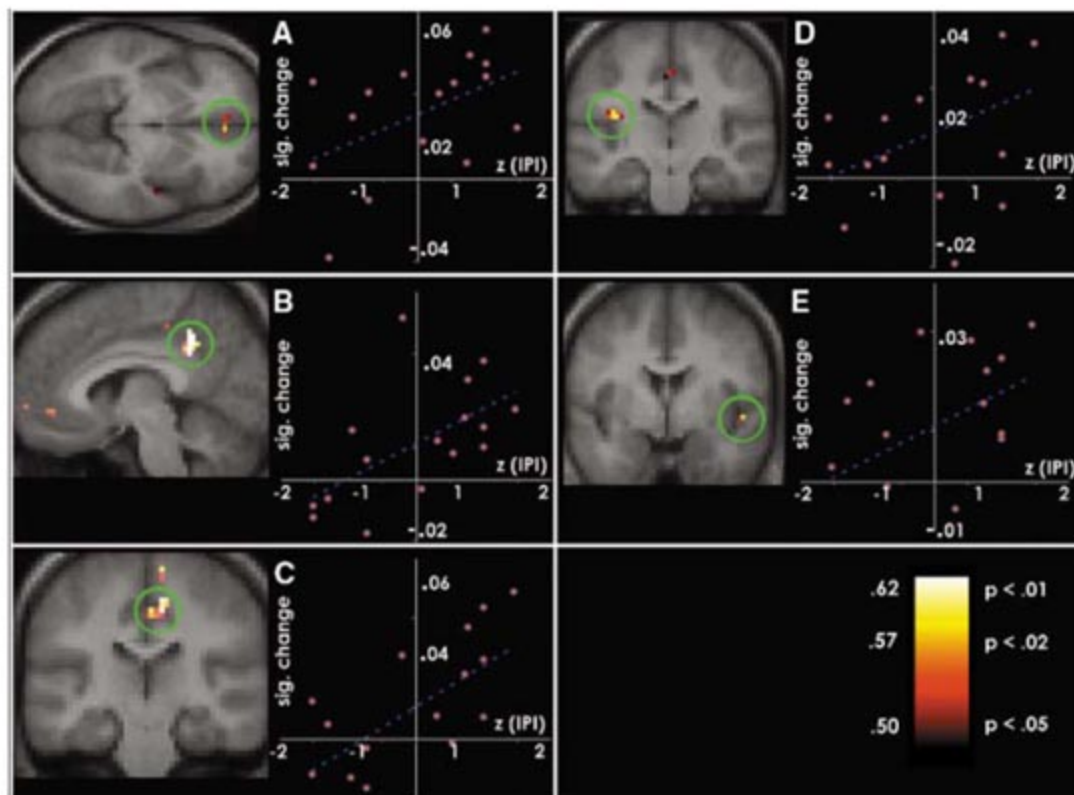 A
sig. change
.06
.02
z (IPI)
-2
-1
1
2
-.04
D
sig. change
.04
.02
z (IPI)
-2
-1
1
2
-.02
B
sig. change
.04
z (IPI)
-2
-1
1
2
-.02
E
sig. change
.03
z (IPI)
-2
-1
1
2
-.01
C
sig. change
.06
.04
z (IPI)
-2
-1
1
2
.62 p < .01
.57 p < .02
.50 p < .05